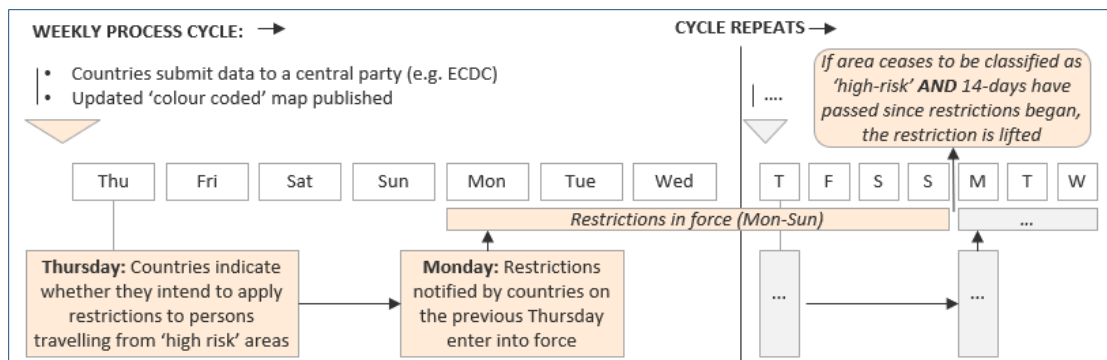 WEEKLY PROCESS CYCLE:
CYCLE REPEATS
• Countries submit data to a central party (e.g. ECDC)
• Updated ‘colour coded’ map published
....
If area ceases to be classified as
‘high-risk’ AND 14-days have
passed since restrictions began,
the restriction is lifted
Thu Fri Sat Sun Mon Tue Wed T F S S M T W
Restrictions in force (Mon-Sun)
...
Thursday: Countries indicate
whether they intend to apply
restrictions to persons
travelling from ‘high risk’ areas
Monday: Restrictions
notified by countries on
the previous Thursday
enter into force
...
...